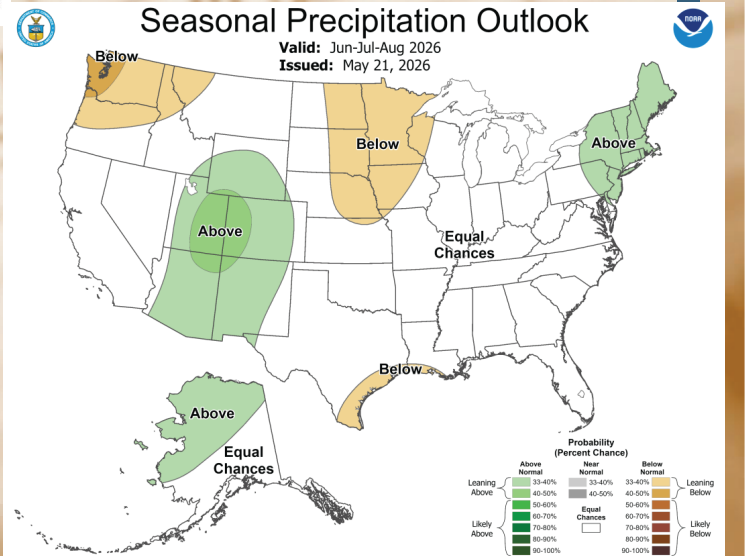 Seasonal Precipitation Outlook
Valid: Jun-Jul-Aug 2026
Issued: May 21, 2026
NOAA
Below
Below
Above
Above
Equal
Chances
Below
Above
Equal
Chances
Probability
(Percent Chance)
Above
Normal
Near
Normal
Below
Normal
Leaning
Above
33-40%
33-40%
33-40%
Leaning
Below
40-50%
40-50%
40-50%
50-60%
Equal
Chances
50-60%
60-70%
60-70%
Likely
Above
70-80%
70-80%
Likely
Below
80-90%
80-90%
90-100%
90-100%